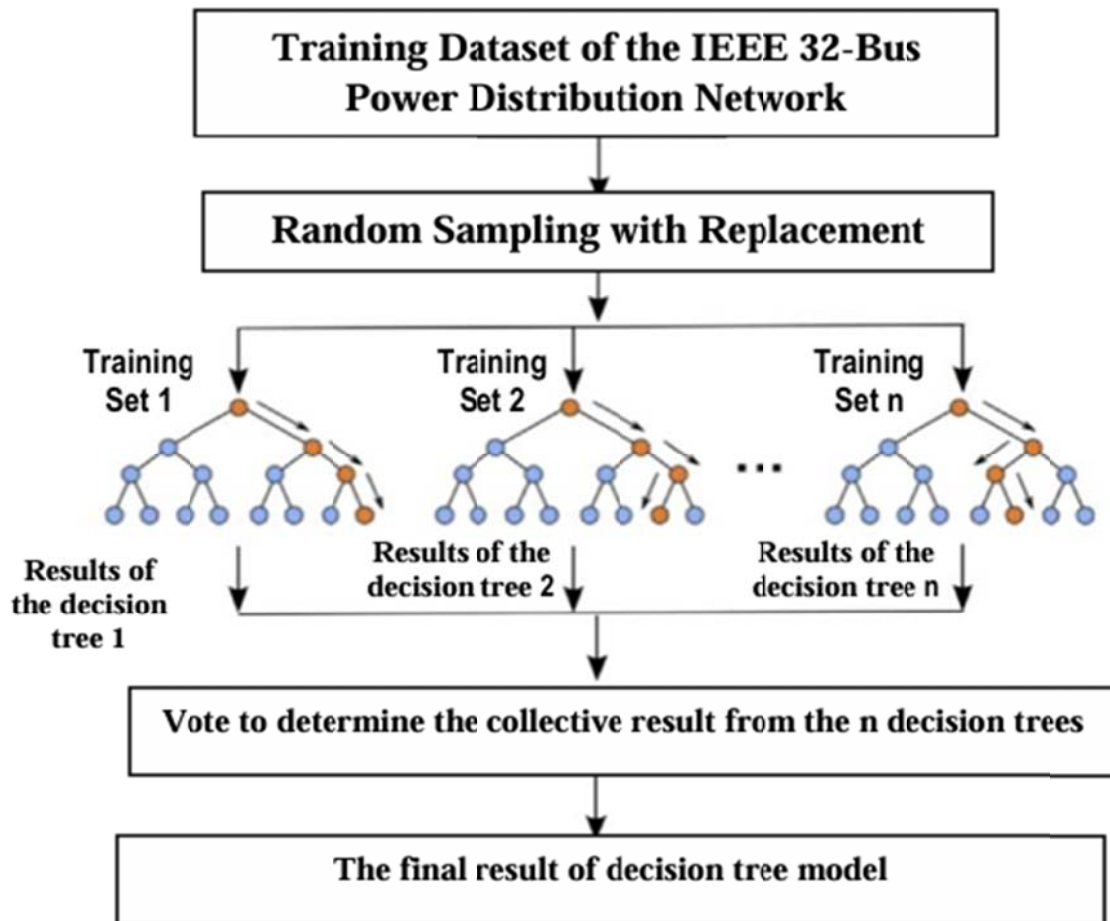 Training Dataset of the IEEE 32-Bus
Power Distribution Network
Random Sampling with Replacement
Training
Set 1
Training
Set 2
Training
Set n
...
Results of
the decision
tree 1
Results of the
decision tree 2
Results of the
decision tree n
Vote to determine the collective result from the n decision trees
The final result of decision tree model